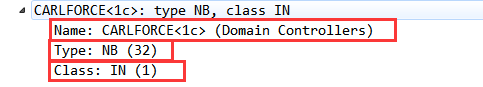 CARLFORCE<1c>: type NB, class IN
Name: CARLFORCE<1c> (Domain Controllers)
Type: NB (32)
Class: IN (1)